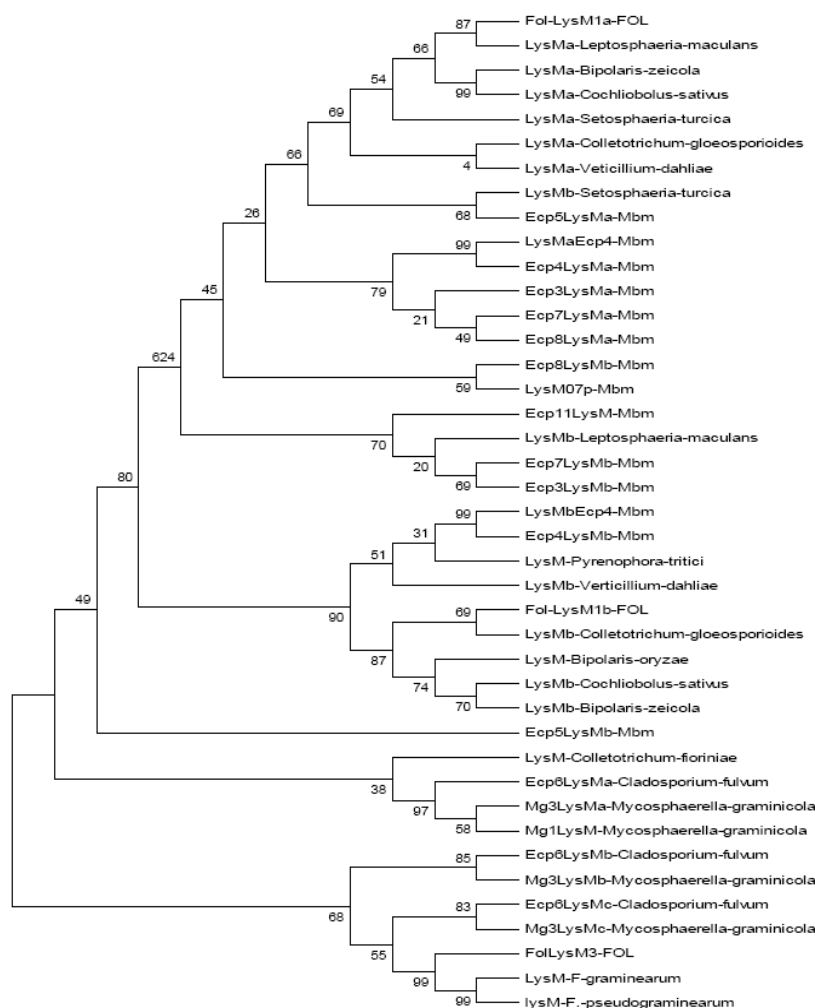 87 Fol-LysM1a-FOL
LysMa-Leptosphaeria-maculans
66
LysMa-Bipolaris-zeicola
54
99 LysMa-Cochliobolus-sativus
69
LysMa-Setosphaeria-turcica
LysMa-Colletotrichum-gloeosporioides
66
4 LysMa-Veticillium-dahliae
LysMb-Setosphaeria-turcica
26
68 Ecp5LysMa-Mbm
99 LysMaEcp4-Mbm
Ecp4LysMa-Mbm
45 79
Ecp3LysMa-Mbm
21 Ecp7LysMa-Mbm
49 Ecp8LysMa-Mbm
624
Ecp8LysMb-Mbm
59 LysM07p-Mbm
Ecp11LysM-Mbm
70 LysMb-Leptosphaeria-maculans
20 Ecp7LysMb-Mbm
80
69 Ecp3LysMb-Mbm
99 LysMbEcp4-Mbm
31 Ecp4LysMb-Mbm
51 LysM-Pyrenophora-tritici
LysMb-Verticillium-dahliae
49
90 69 Fol-LysM1b-FOL
LysMb-Colletotrichum-gloeosporioides
87 LysM-Bipolaris-oryzae
74 LysMb-Cochliobolus-sativus
70 LysMb-Bipolaris-zeicola
Ecp5LysMb-Mbm
LysM-Colletotrichum-fioriniae
38 Ecp6LysMa-Cladosporium-fulvum
97 Mg3LysMa-Mycosphaerella-graminicola
58 Mg1LysM-Mycosphaerella-graminicola
85 Ecp6LysMb-Cladosporium-fulvum
Mg3LysMb-Mycosphaerella-graminicola
68 83 Ecp6LysMc-Cladosporium-fulvum
Mg3LysMc-Mycosphaerella-graminicola
55 FolLysM3-FOL
99 LysM-F-graminearum
99 lysM-F.-pseudograminearum